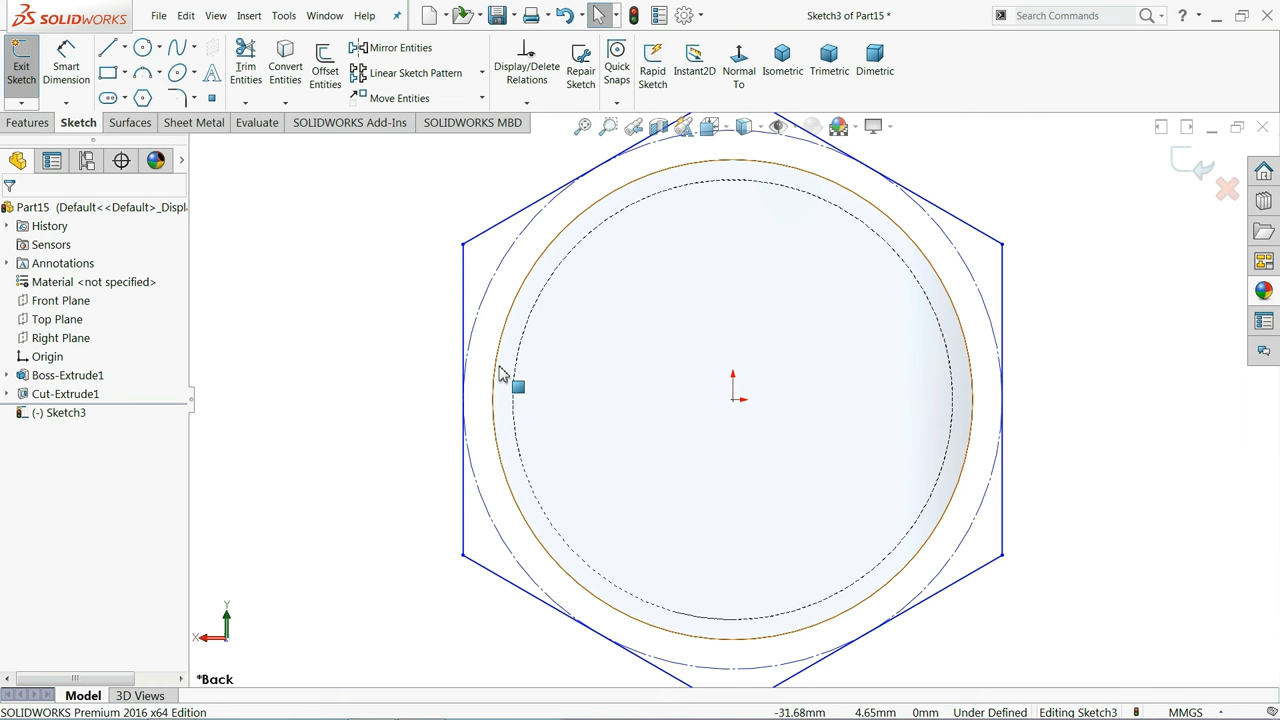 SOLIDWORKS
File Edit View Insert Tools Window Help
Sketch3 of Part15 *
Search Commands
?
Exit Sketch
Smart Dimension
Trim Entities
Convert Entities
Offset Entities
Mirror Entities
Linear Sketch Pattern
Move Entities
Display/Delete Relations
Repair Sketch
Quick Snaps
Rapid Sketch
Instant2D
Normal To
Isometric
Trimetric
Dimetric
Features Sketch Surfaces Sheet Metal Evaluate SOLIDWORKS Add-Ins SOLIDWORKS MBD
Part15 (Default<<Default>_Displ
History
Sensors
Annotations
Material <not specified>
Front Plane
Top Plane
Right Plane
Origin
Boss-Extrude1
Cut-Extrude1
(-) Sketch3
Y
X
*Back
Model 3D Views
SOLIDWORKS Premium 2016 x64 Edition
-31.68mm 4.65mm 0mm Under Defined Editing Sketch3 MMGS